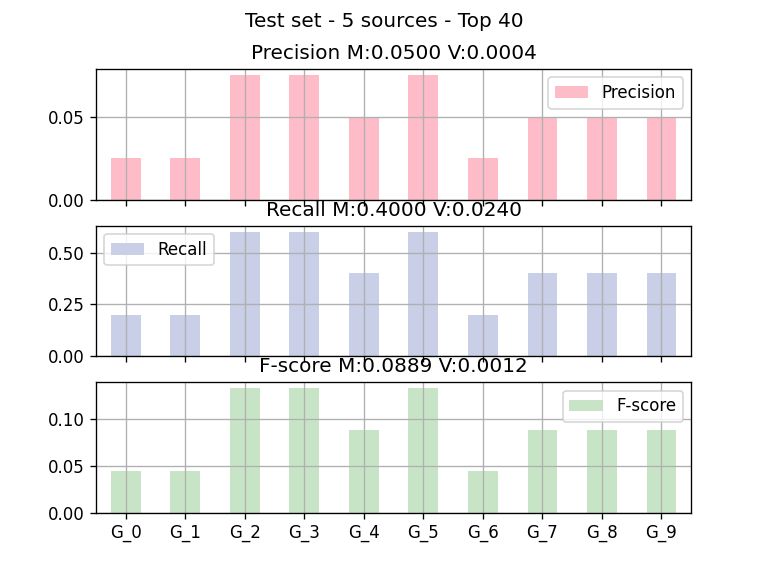 Test set - 5 sources - Top 40
Precision M:0.0500 V:0.0004
Precision
0.05
0.00
Recall M:0.4000 V:0.0240
Recall
0.50
0.25
0.00
F-score M:0.0889 V:0.0012
F-score
0.10
0.05
0.00
G_0 G_1 G_2 G_3 G_4 G_5 G_6 G_7 G_8 G_9